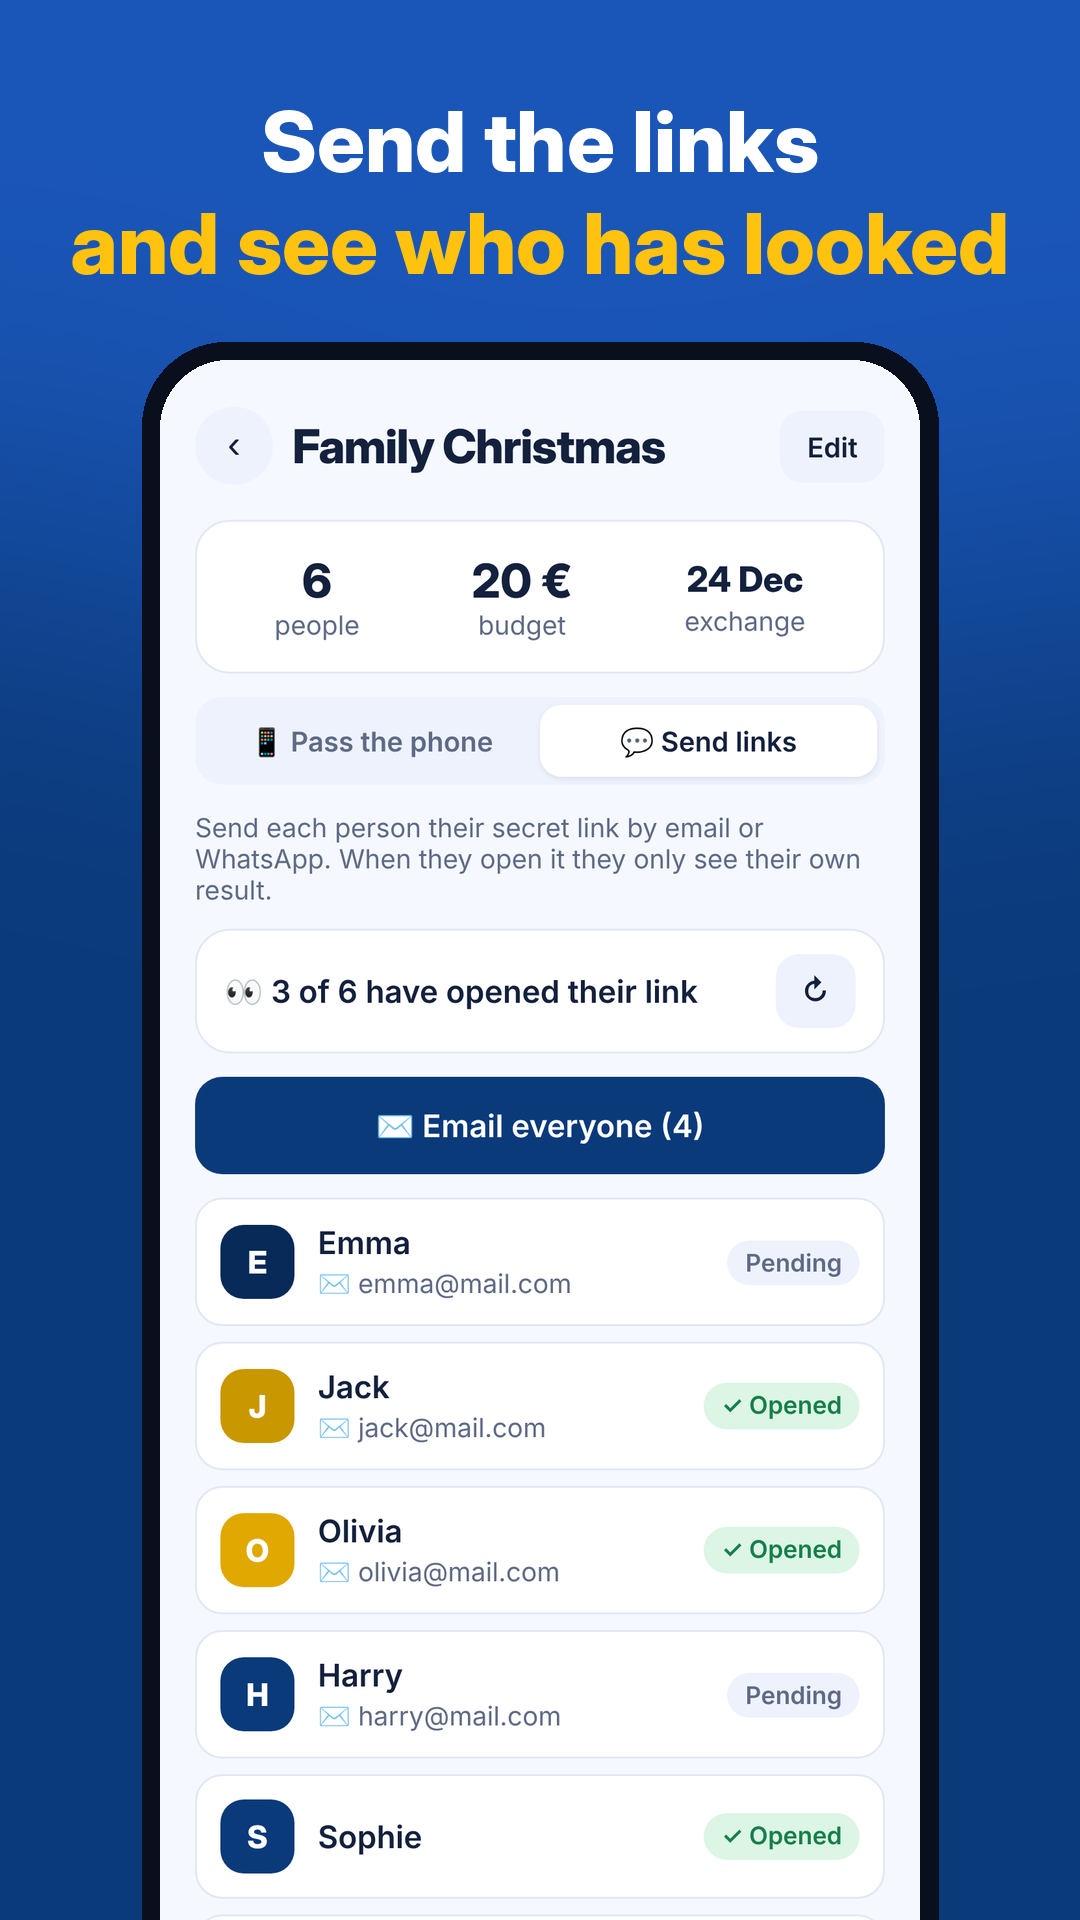 Send the links
and see who has looked
‹ Family Christmas Edit
6 20 € 24 Dec
people budget exchange
📱 Pass the phone 💬 Send links
Send each person their secret link by email or
WhatsApp. When they open it they only see their own
result.
👀 3 of 6 have opened their link ↻
✉️ Email everyone (4)
E Emma Pending
✉️ emma@mail.com
J Jack ✓ Opened
✉️ jack@mail.com
O Olivia ✓ Opened
✉️ olivia@mail.com
H Harry Pending
✉️ harry@mail.com
S Sophie ✓ Opened